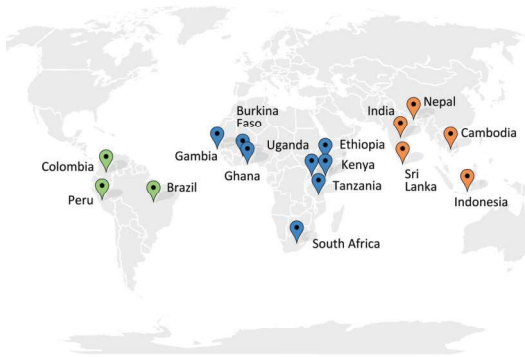 Burkina
Faso
Nepal
India
Cambodia
Uganda
Ethiopia
Gambia
Colombia
Kenya
Ghana
Sri
Lanka
Peru
Brazil
Tanzania
Indonesia
South Africa